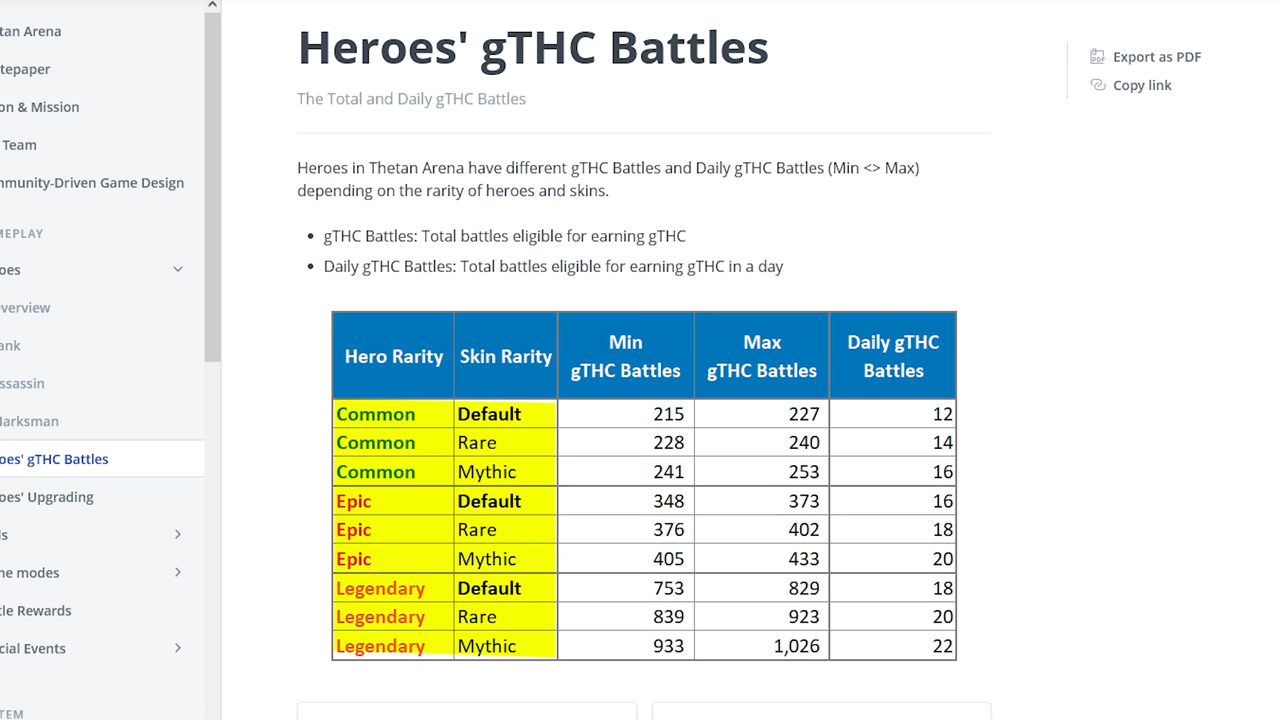 tan Arena
tepaper
on & Mission
Team
munity-Driven Game Design
MEPLAY
oes
verview
ank
ssassin
arksman
oes' gTHC Battles
oes' Upgrading
s
ne modes
tle Rewards
cial Events
TEM
Heroes' gTHC Battles
The Total and Daily gTHC Battles
Heroes in Thetan Arena have different gTHC Battles and Daily gTHC Battles (Min <> Max)
depending on the rarity of heroes and skins.
• gTHC Battles: Total battles eligible for earning gTHC
• Daily gTHC Battles: Total battles eligible for earning gTHC in a day
Hero Rarity Skin Rarity Min gTHC Battles Max gTHC Battles Daily gTHC Battles
Common Default 215 227 12
Common Rare 228 240 14
Common Mythic 241 253 16
Epic Default 348 373 16
Epic Rare 376 402 18
Epic Mythic 405 433 20
Legendary Default 753 829 18
Legendary Rare 839 923 20
Legendary Mythic 933 1,026 22
Export as PDF
Copy link